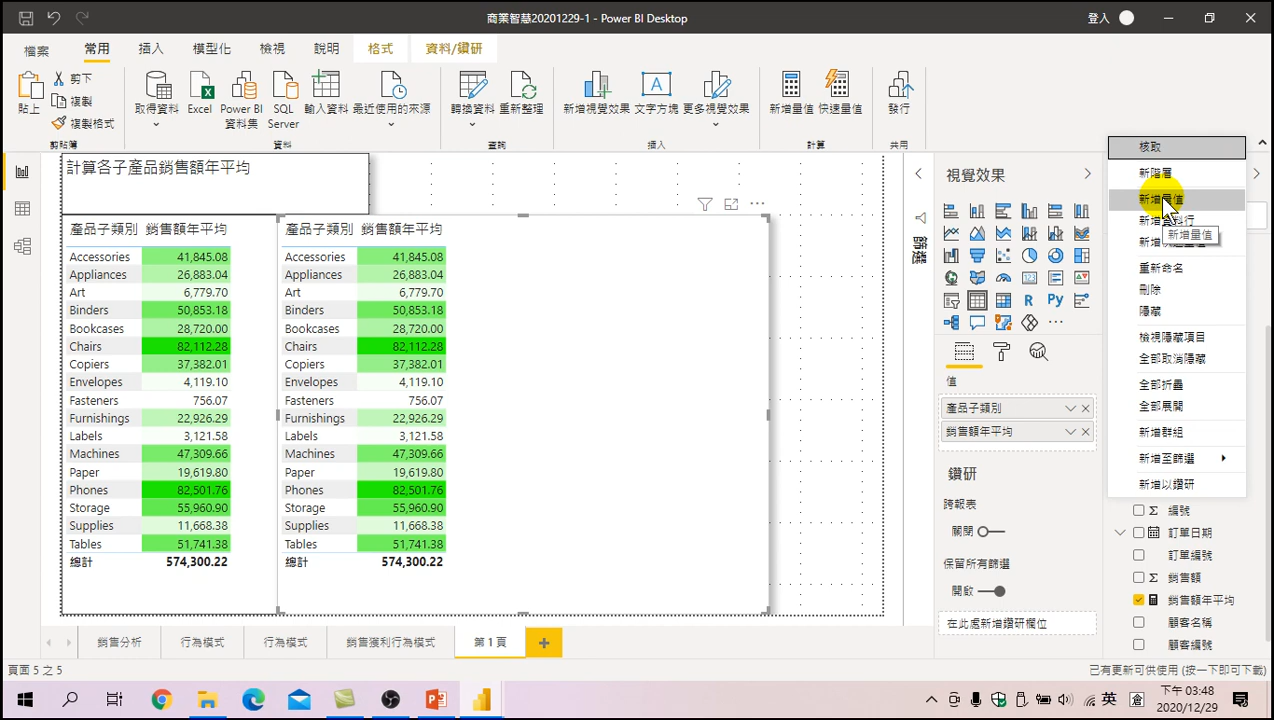 商業智慧20201229-1 - Power BI Desktop
登入
檔案
常用
插入
模型化
檢視
說明
格式
資料/鑽研
貼上
剪下
複製
複製格式
剪貼簿
取得資料
Excel
Power BI
資料集
SQL
Server
輸入資料
最近使用的來源
資料
轉換資料
重新整理
查詢
新增視覺效果
文字方塊
更多視覺效果
插入
新增量值
快速量值
計算
發行
共用
計算各子產品銷售額年平均
產品子類別 銷售額年平均
Accessories 41,845.08
Appliances 26,883.04
Art 6,779.70
Binders 50,853.18
Bookcases 28,720.00
Chairs 82,112.28
Copiers 37,382.01
Envelopes 4,119.10
Fasteners 756.07
Furnishings 22,926.29
Labels 3,121.58
Machines 47,309.66
Paper 19,619.80
Phones 82,501.76
Storage 55,960.90
Supplies 11,668.38
Tables 51,741.38
總計 574,300.22
產品子類別 銷售額年平均
Accessories 41,845.08
Appliances 26,883.04
Art 6,779.70
Binders 50,853.18
Bookcases 28,720.00
Chairs 82,112.28
Copiers 37,382.01
Envelopes 4,119.10
Fasteners 756.07
Furnishings 22,926.29
Labels 3,121.58
Machines 47,309.66
Paper 19,619.80
Phones 82,501.76
Storage 55,960.90
Supplies 11,668.38
Tables 51,741.38
總計 574,300.22
篩選
視覺效果
R
Py
123
值
產品子類別
銷售額年平均
鑽研
跨報表
關閉
保留所有篩選
開啟
在此處新增鑽研欄位
核取
新階層
新增量值
新增量值
重新命名
刪除
隱藏
檢視隱藏項目
全部取消隱藏
全部折疊
全部展開
新增群組
新增至篩選
新增以鑽研
編號
訂單日期
訂單編號
銷售額
銷售額年平均
顧客名稱
顧客編號
銷售分析
行為模式
行為模式
銷售獲利行為模式
第 1 頁
頁面 5 之 5
已有更新可供使用 (按一下即可下載)
英
倉
下午 03:48
2020/12/29